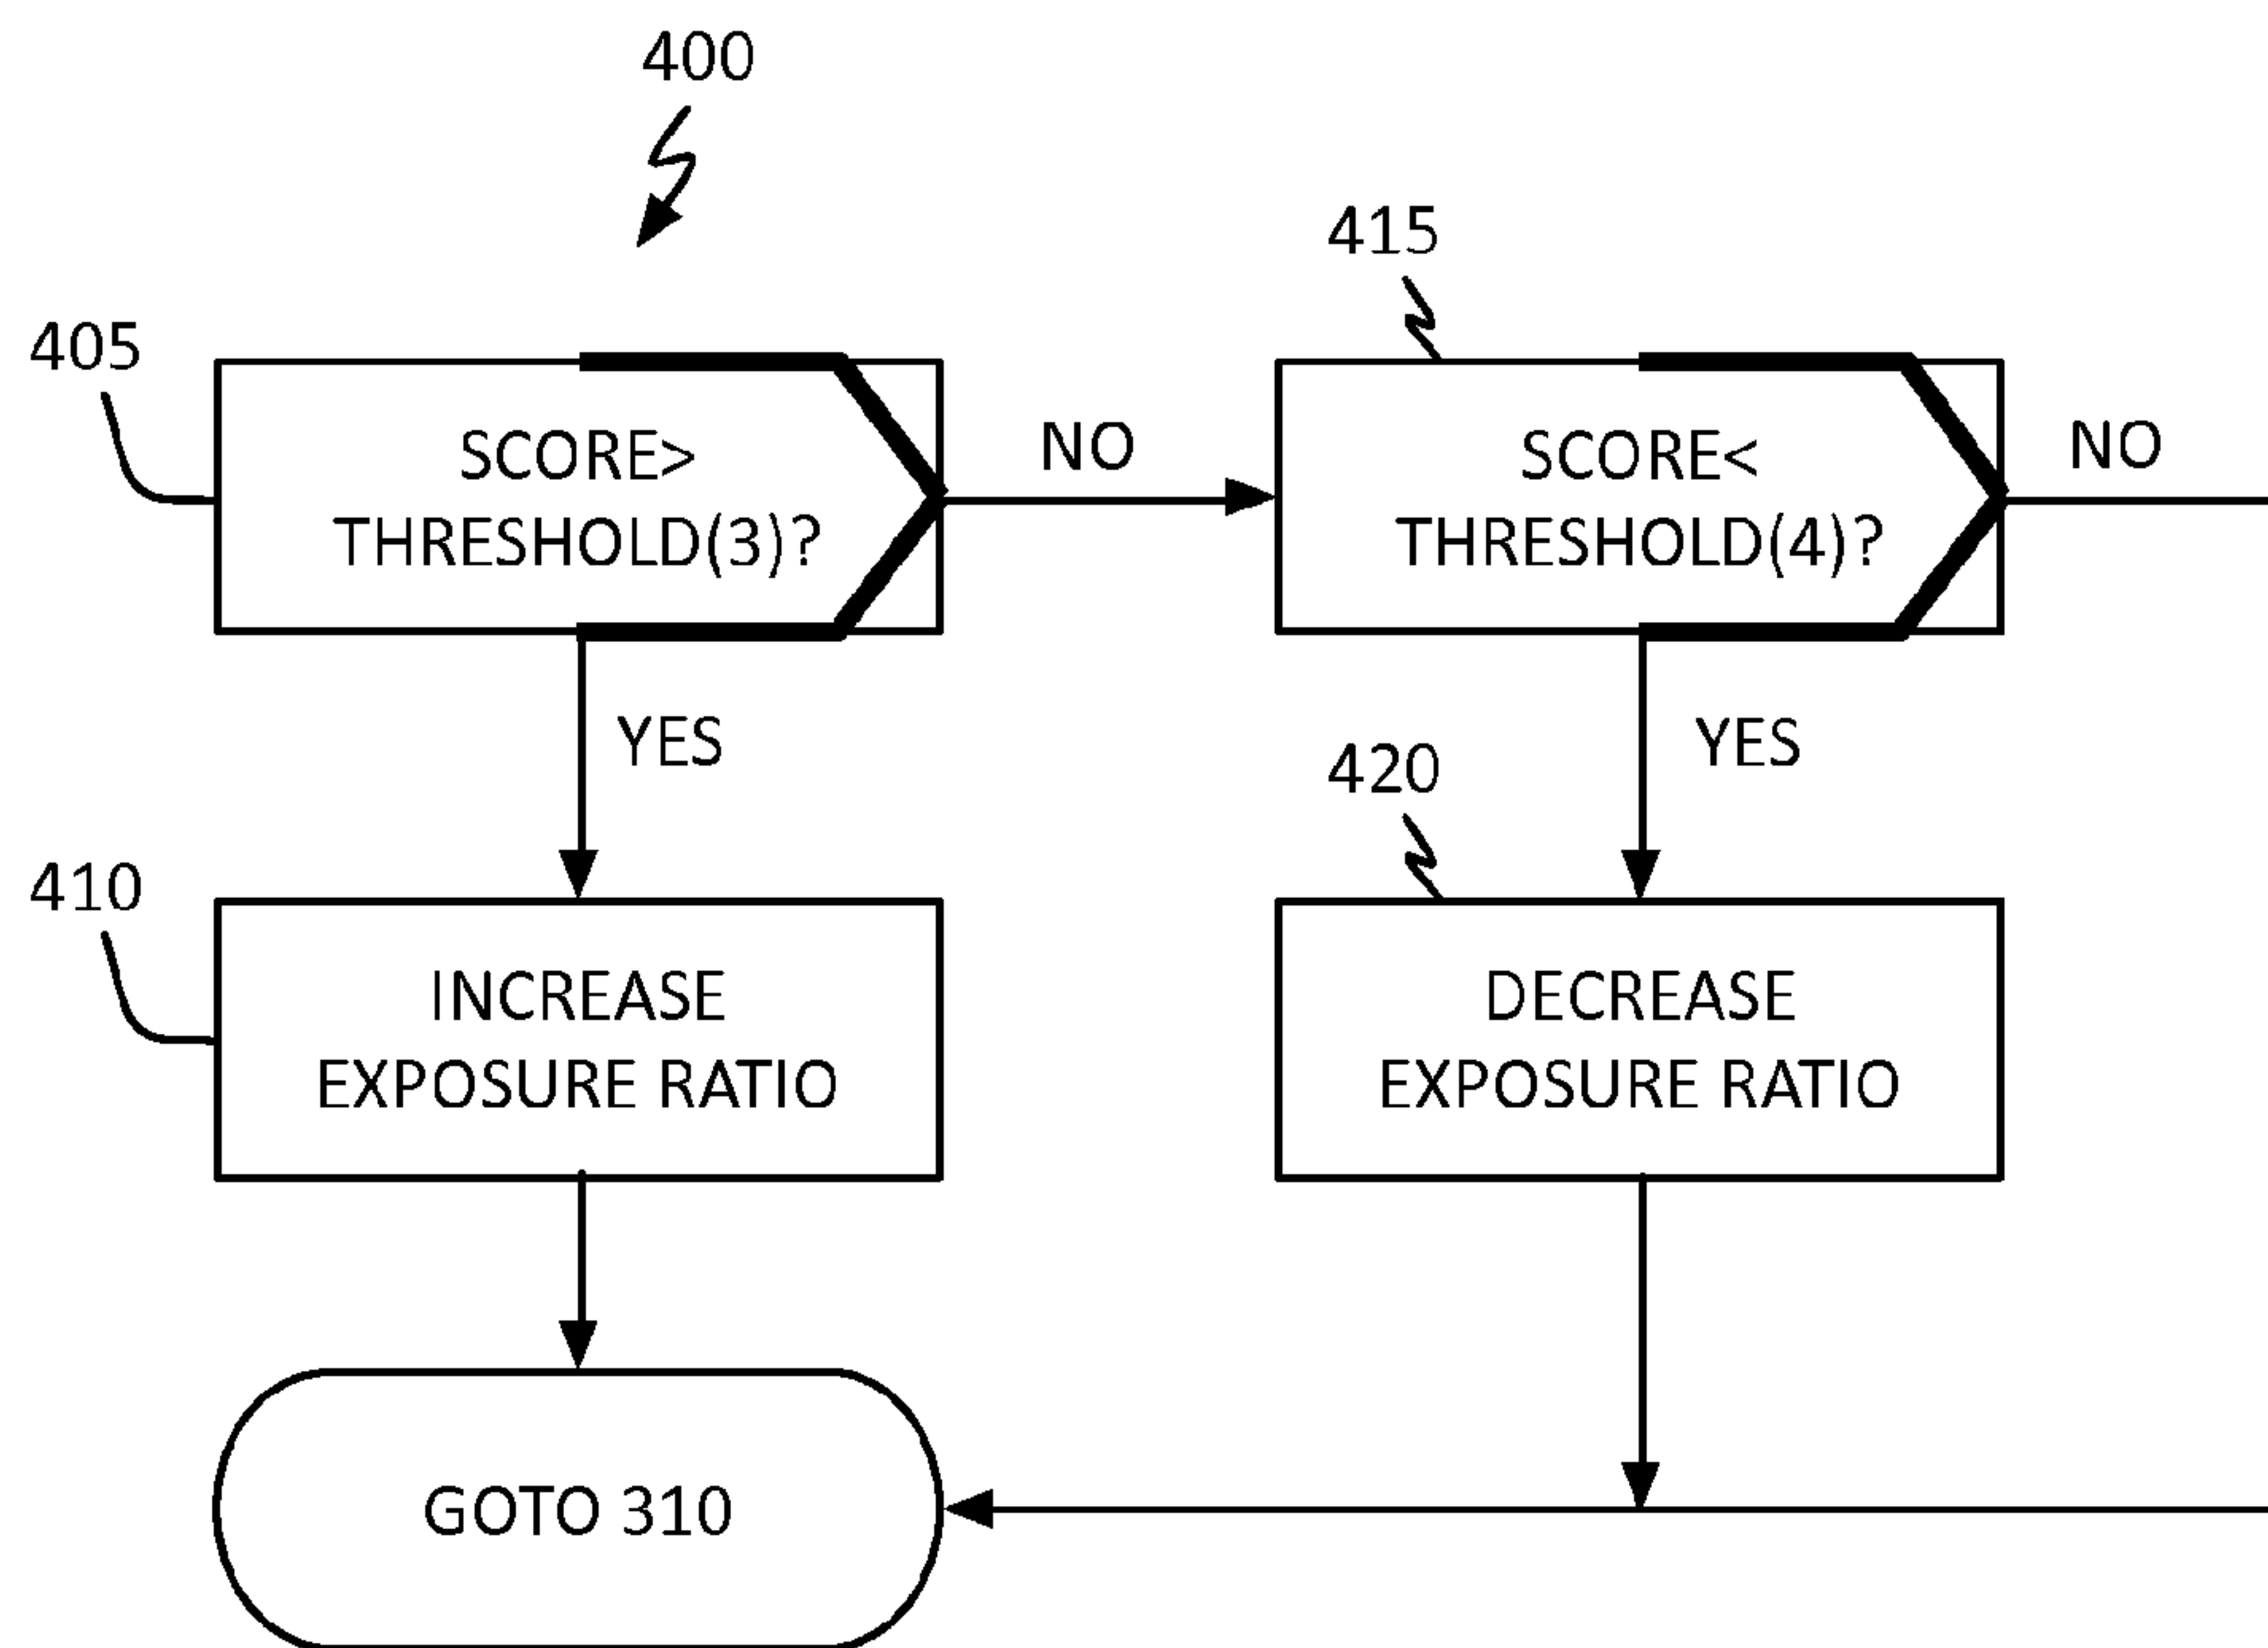 400
405
SCORE>
THRESHOLD(3)?
NO
415
SCORE<
THRESHOLD(4)?
NO
YES
YES
410
INCREASE
EXPOSURE RATIO
420
DECREASE
EXPOSURE RATIO
GOTO 310